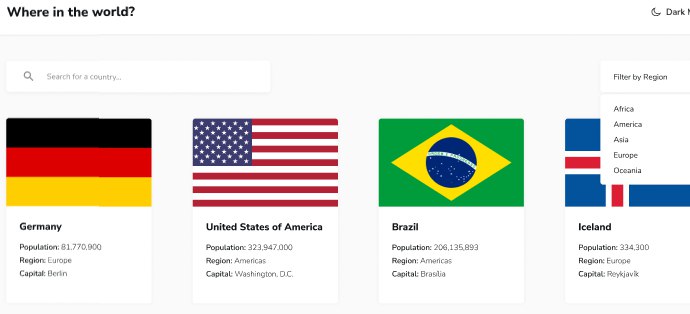 Where in the world?
Dark M
Search for a country...
Filter by Region
Africa
America
Asia
Europe
Oceania
Germany
Population: 81,770,900
Region: Europe
Capital: Berlin
United States of America
Population: 323,947,000
Region: Americas
Capital: Washington, D.C.
Brazil
Population: 206,135,893
Region: Americas
Capital: Brasília
Iceland
Population: 334,300
Region: Europe
Capital: Reykjavík